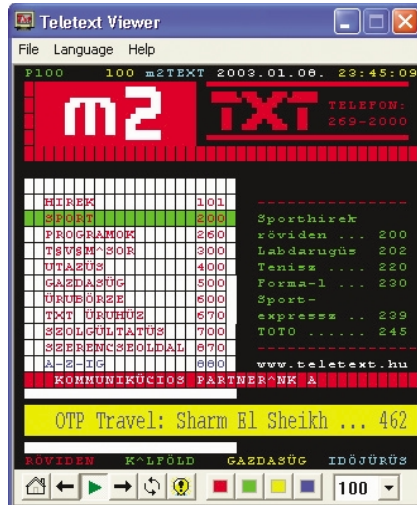 Teletext Viewer
File Language Help
P100 100 m2TEXT 2003.01.08. 23:45:09
m2 TXT TELEFON:
269-2000
HIREK 101
SPORT 200
PROGRAMOK 260
T$V$M^SOR 300
UTAZÜS 400
GAZDASÜG 500
ÜRUBÖRZE 600
TXT ÜRUHÜZ 670
SZOLGÜLTATÜS 700
SZERENCSEOLDAL 870
A-Z-IG 880
Sporthirek
röviden ... 200
Labdarugüs 202
Tenisz .... 220
Forma-1 ... 230
Sport-
expressz .. 239
TOTO ...... 245
www.teletext.hu
KOMMUNIKÜCIOS PARTNER^NK A
OTP Travel: Sharm El Sheikh ... 462
RÖVIDEN K^LFÖLD GAZDASÜG IDÖJÜRÜS
100